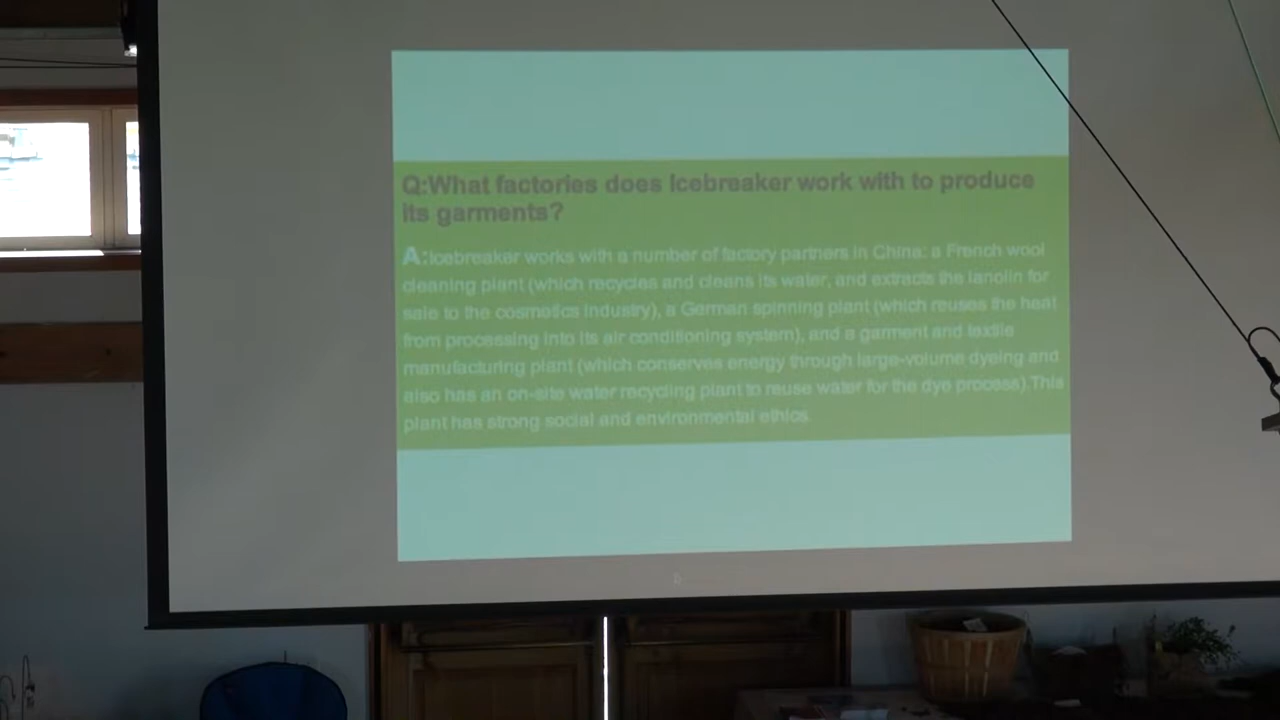 Q:What factories does Icebreaker work with to produce
its garments?
A:Icebreaker works with a number of factory partners in China: a French wool
cleaning plant (which recycles and cleans its water, and extracts the lanolin for
sale to the cosmetics industry), a German spinning plant (which reuses the heat
from processing into its air conditioning system), and a garment and textile
manufacturing plant (which conserves energy through large-volume dyeing and
also has an on-site water recycling plant to reuse water for the dye process).This
plant has strong social and environmental ethics.